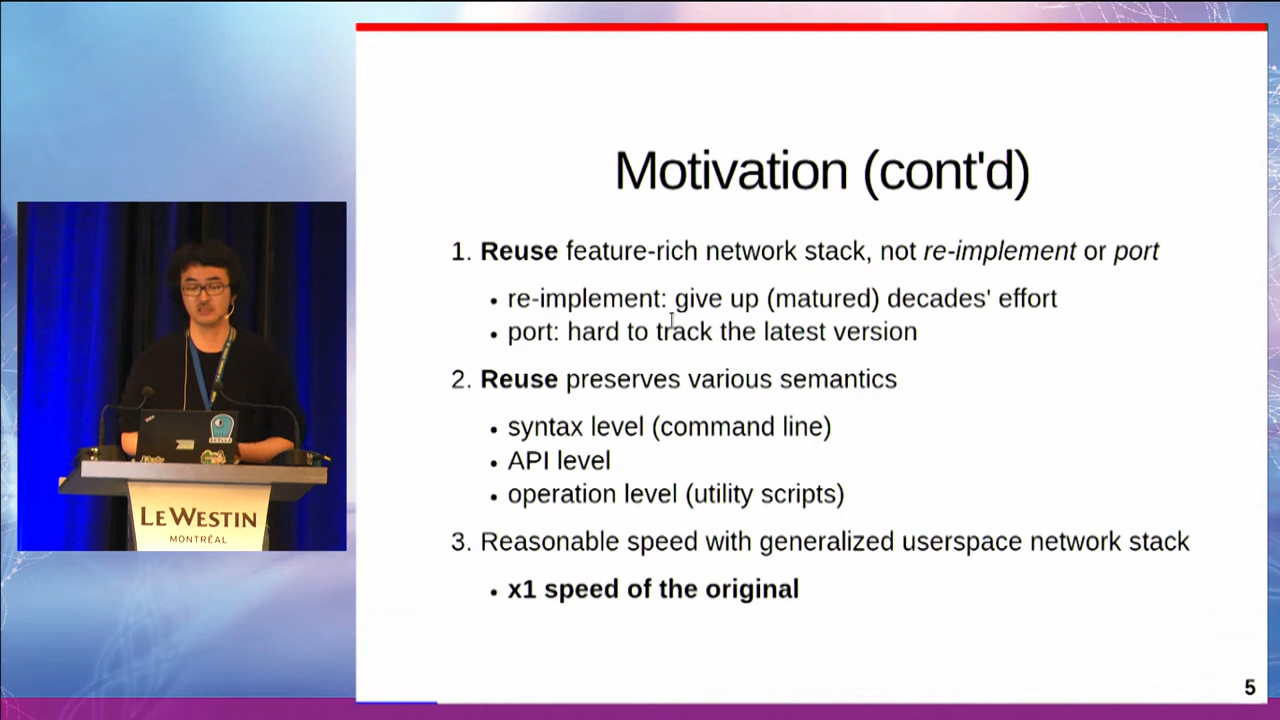 Motivation (cont'd)
1. Reuse feature-rich network stack, not re-implement or port
• re-implement: give up (matured) decades' effort
• port: hard to track the latest version
2. Reuse preserves various semantics
• syntax level (command line)
• API level
• operation level (utility scripts)
3. Reasonable speed with generalized userspace network stack
• x1 speed of the original
5
LE WESTIN
MONTRÉAL